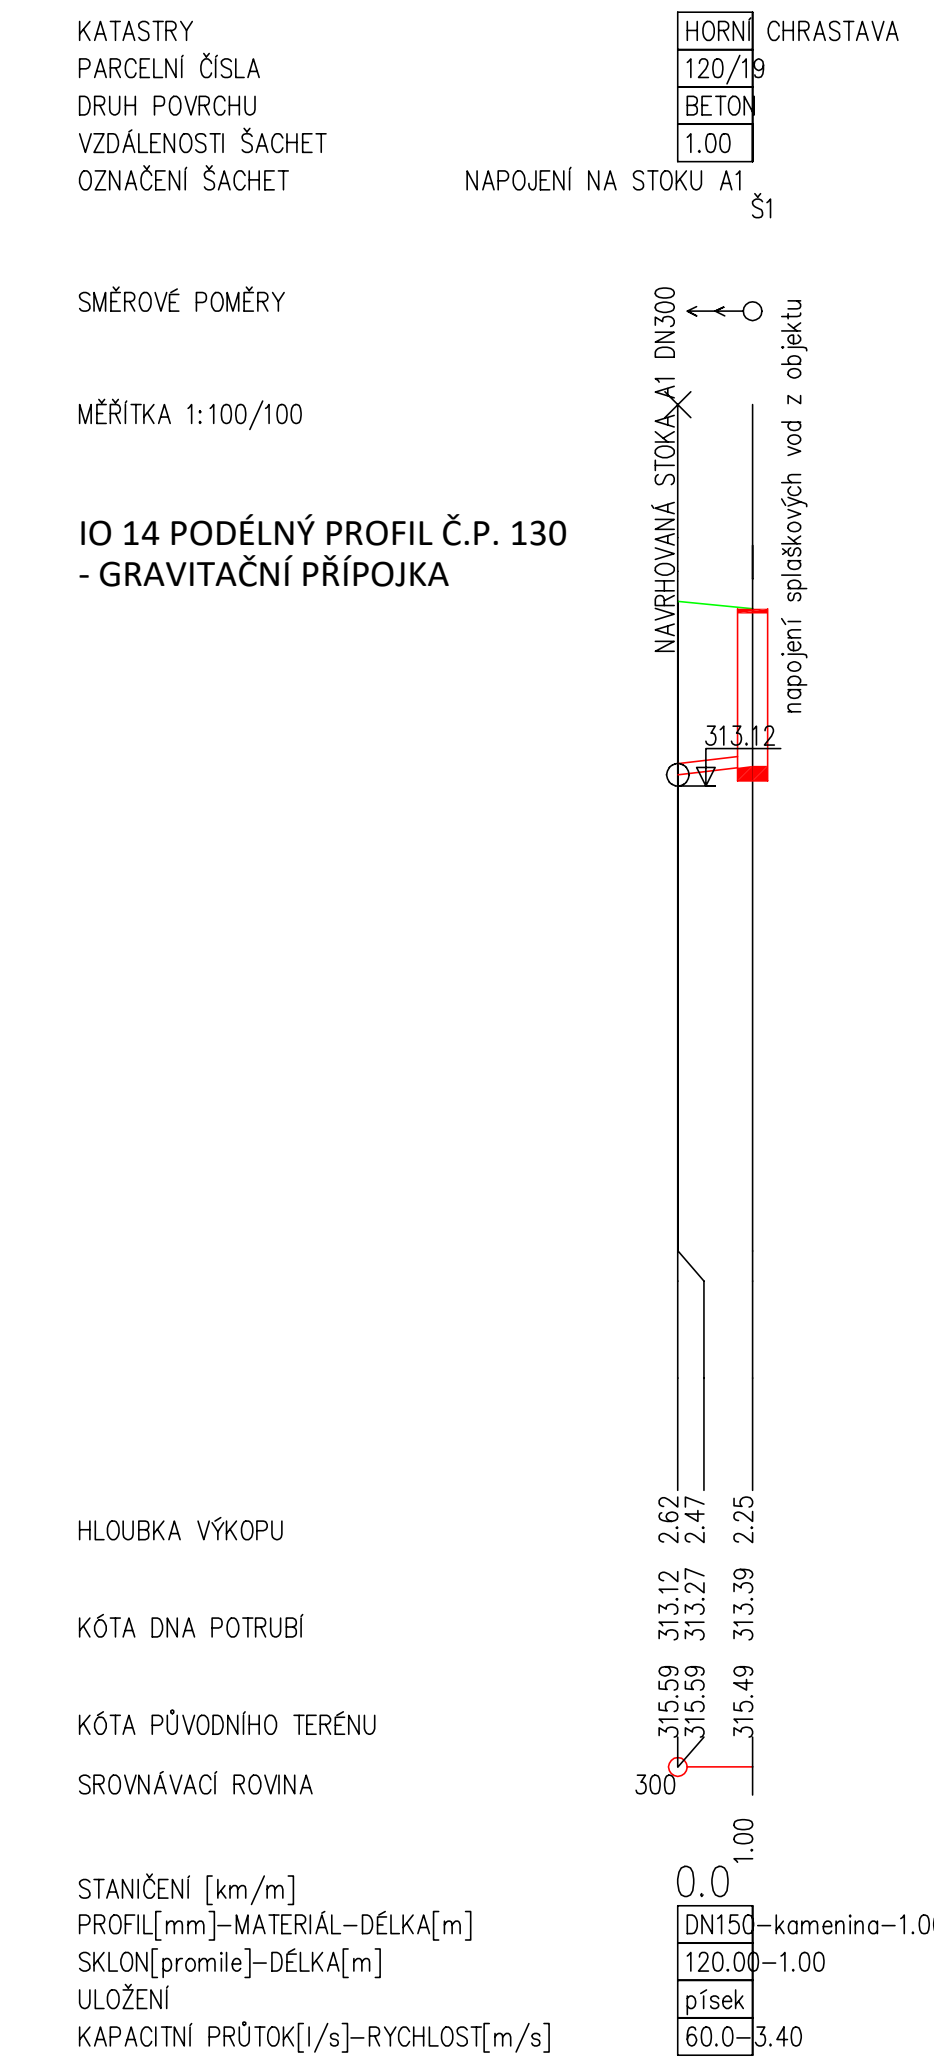 KATASTRY HORNÍ CHRASTAVA
PARCELNÍ ČÍSLA 120/19
DRUH POVRCHU BETON
VZDÁLENOSTI ŠACHET 1.00
OZNAČENÍ ŠACHET NAPOJENÍ NA STOKU A1
Š1
SMĚROVÉ POMĚRY
NAVRHOVANÁ STOKA A1 DN300
napojení splaškových vod z objektu
MĚŘÍTKA 1:100/100
IO 14 PODÉLNÝ PROFIL Č.P. 130
- GRAVITAČNÍ PŘÍPOJKA
313.12
HLOUBKA VÝKOPU 2.62 2.47 2.25
KÓTA DNA POTRUBÍ 313.12 313.27 313.39
KÓTA PŮVODNÍHO TERÉNU 315.59 315.59 315.49
SROVNÁVACÍ ROVINA 300
1.00
STANIČENÍ [km/m] 0.0
PROFIL[mm]–MATERIÁL–DÉLKA[m] DN150–kamenina–1.00
SKLON[promile]–DÉLKA[m] 120.00–1.00
ULOŽENÍ písek
KAPACITNÍ PRŮTOK[l/s]–RYCHLOST[m/s] 60.0–3.40